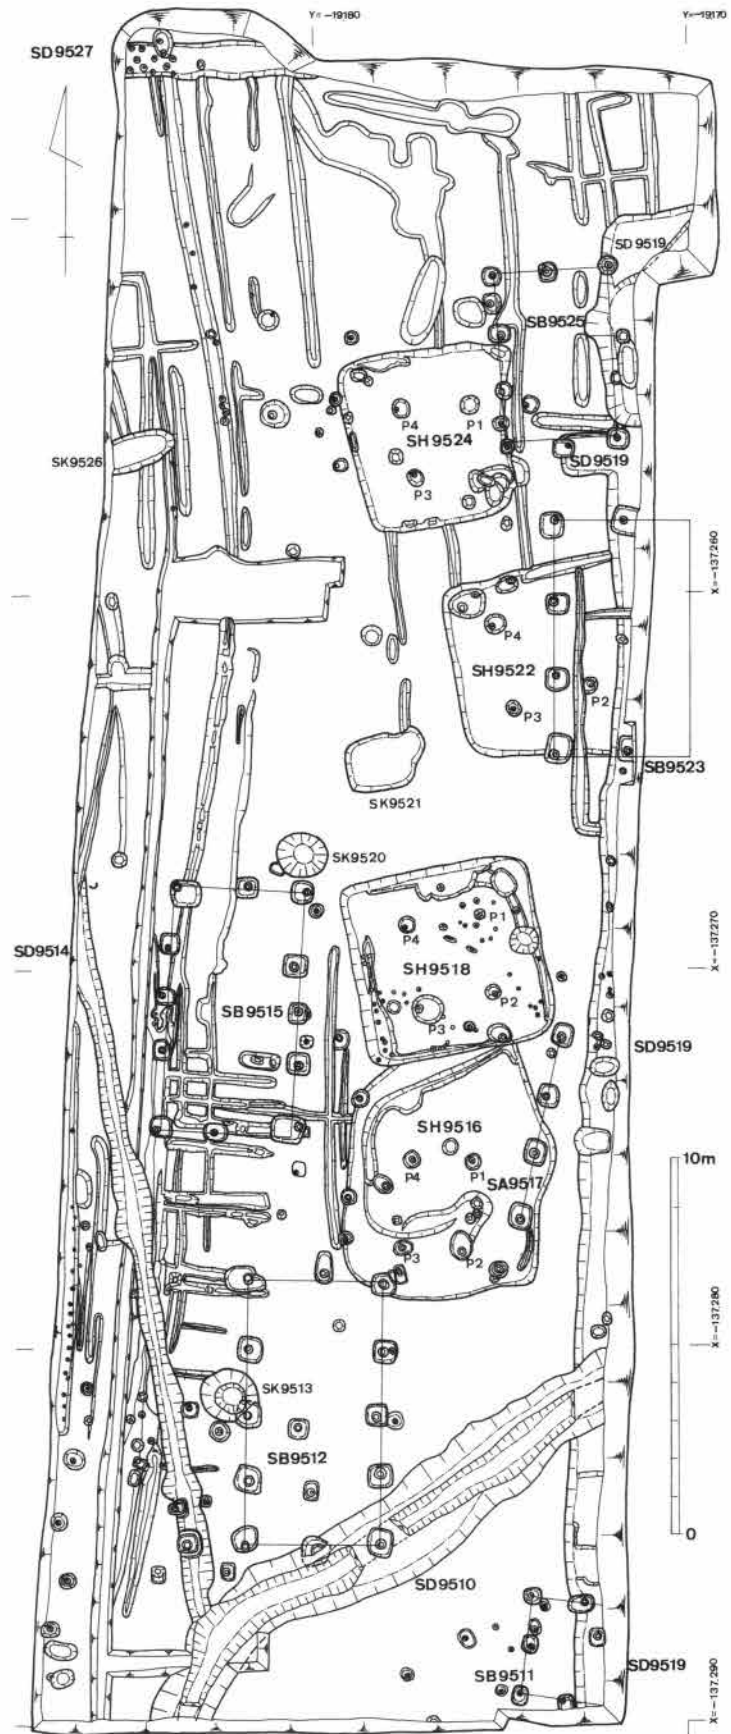 Y=-19180
Y=-19,170
SD9527
SD9519
SB9525
P4
P1
SH9524
SD9519
SK9526
P3
X=-137,260
P4
SH9522
P2
P3
SB9523
SK9521
SK9520
P1
P4
X=-137,270
SD9514
SH9518
SB9515
P2
P3
SD9519
SH9516
10m
P4
P1
SA9517
P3
P2
X=-137,280
SK9513
SB9512
0
SD9510
SD9519
SB9511
X=-137,290